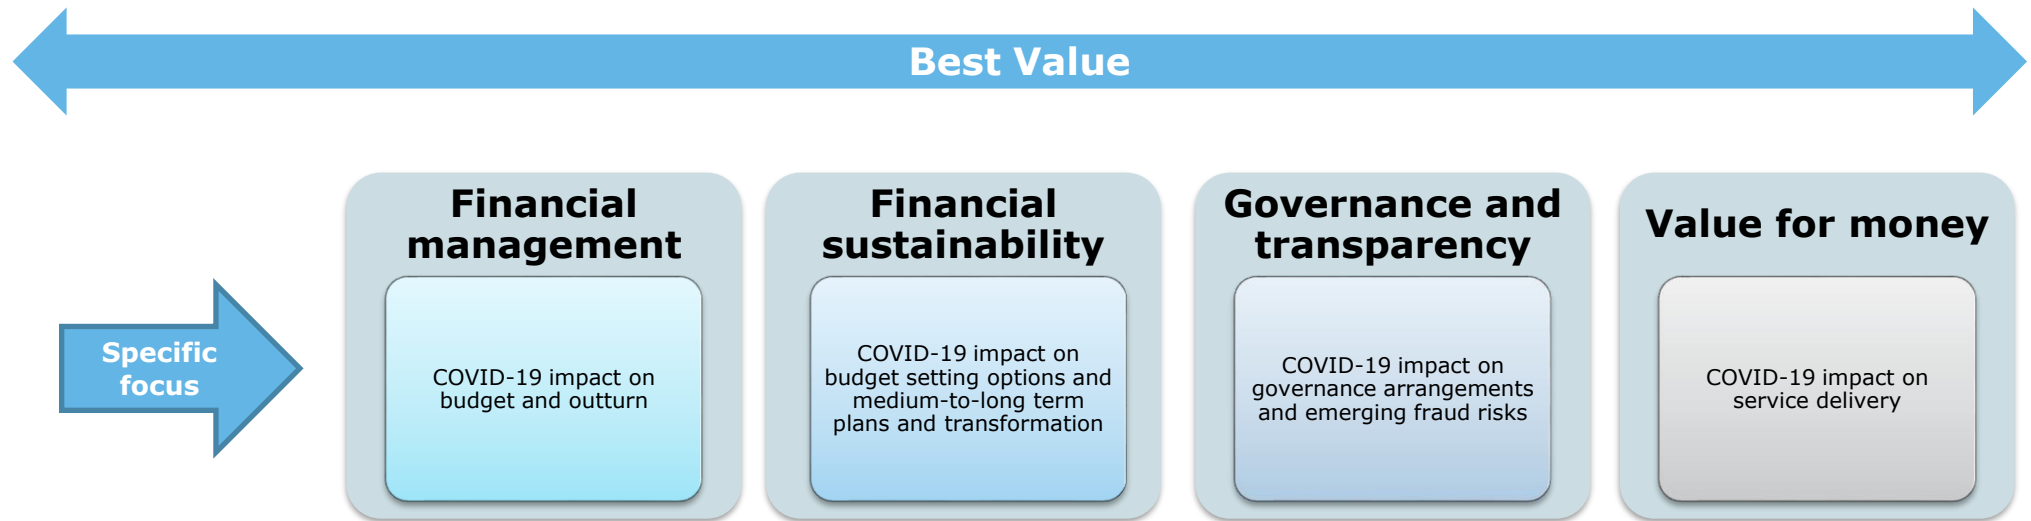 Best Value
Financial
management
Financial
sustainability
Governance and
transparency
Value for money
Specific
focus
COVID-19 impact on
budget and outturn
COVID-19 impact on
budget setting options and
medium-to-long term
plans and transformation
COVID-19 impact on
governance arrangements
and emerging fraud risks
COVID-19 impact on
service delivery